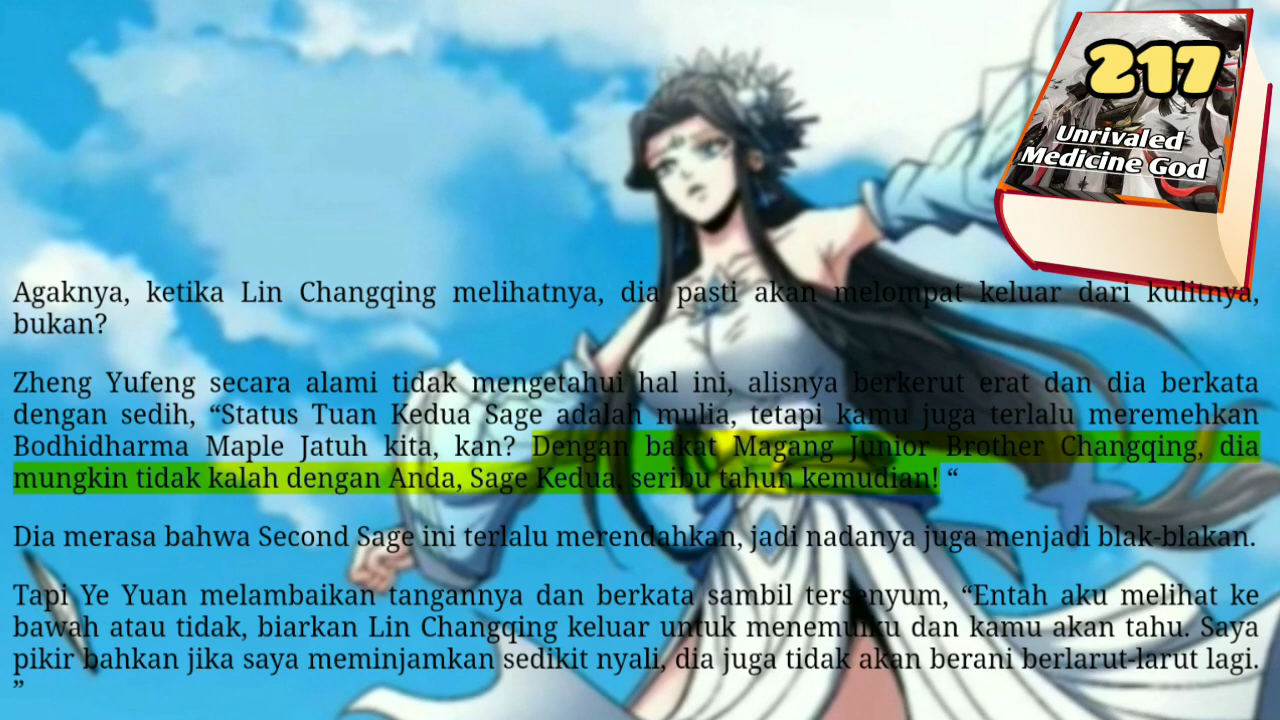 217
Unrivaled
Medicine God
Agaknya, ketika Lin Changqing melihatnya, dia pasti akan melompat keluar dari kulitnya,
bukan?
Zheng Yufeng secara alami tidak mengetahui hal ini, alisnya berkerut erat dan dia berkata
dengan sedih, “Status Tuan Kedua Sage adalah mulia, tetapi kamu juga terlalu meremehkan
Bodhidharma Maple Jatuh kita, kan? Dengan bakat Magang Junior Brother Changqing, dia
mungkin tidak kalah dengan Anda, Sage Kedua, seribu tahun kemudian! “
Dia merasa bahwa Second Sage ini terlalu merendahkan, jadi nadanya juga menjadi blak-blakan.
Tapi Ye Yuan melambaikan tangannya dan berkata sambil tersenyum, “Entah aku melihat ke
bawah atau tidak, biarkan Lin Changqing keluar untuk menemuiku dan kamu akan tahu. Saya
pikir bahkan jika saya meminjamkan sedikit nyali, dia juga tidak akan berani berlarut-larut lagi.
”